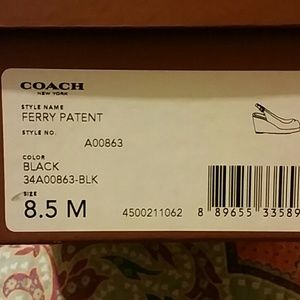 COACH
NEW YORK
STYLE NAME
FERRY PATENT
STYLE NO.
A00863
COLOR
BLACK
34A00863-BLK
SIZE
8.5 M
4500211062
8 89655 33589